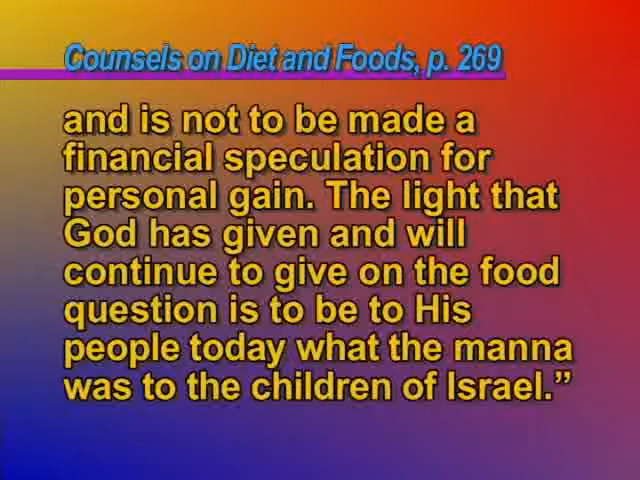 Counsels on Diet and Foods, p. 269
and is not to be made a
financial speculation for
personal gain. The light that
God has given and will
continue to give on the food
question is to be to His
people today what the manna
was to the children of Israel.”